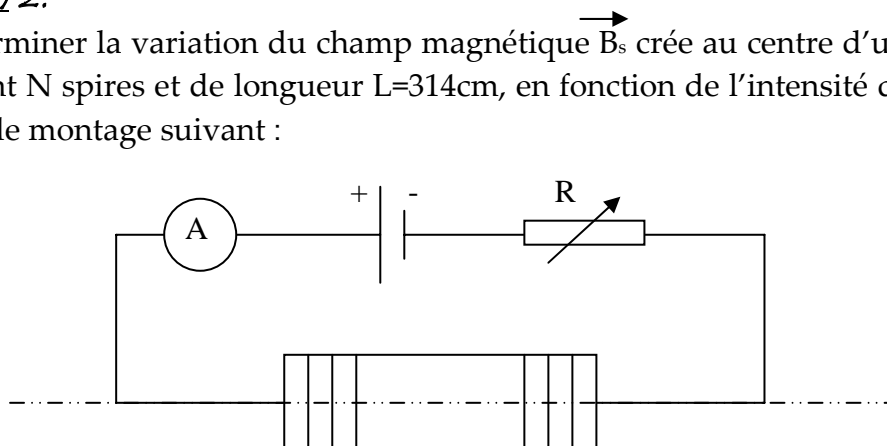 rminer la variation du champ magnétique Bs crée au centre d'u
nt N spires et de longueur L=314cm, en fonction de l'intensité
le montage suivant :
+ - R
A